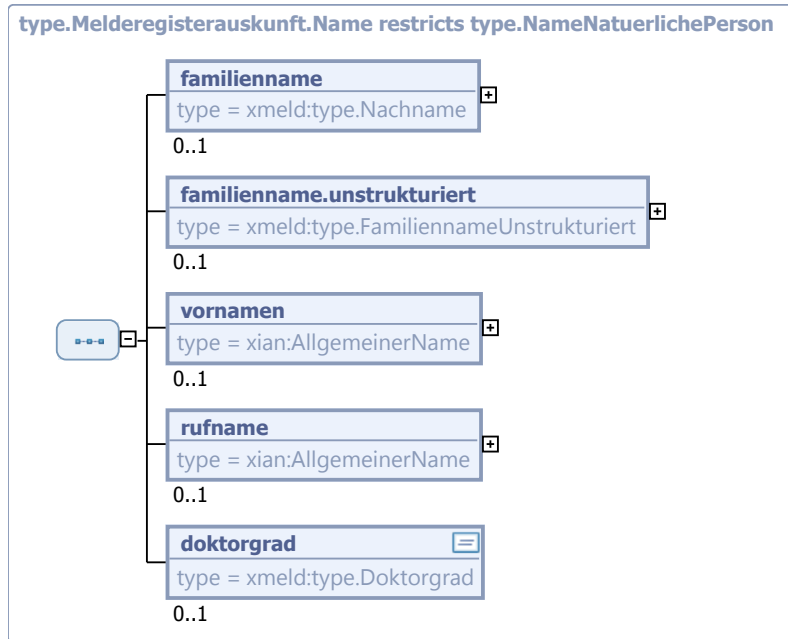 type.Melderegisterauskunft.Name restricts type.NameNatuerlichePerson
familienname
type = xmeld:type.Nachname
0..1
familienname.unstrukturiert
type = xmeld:type.FamiliennameUnstrukturiert
0..1
vornamen
type = xian:AllgemeinerName
0..1
rufname
type = xian:AllgemeinerName
0..1
doktorgrad
type = xmeld:type.Doktorgrad
0..1